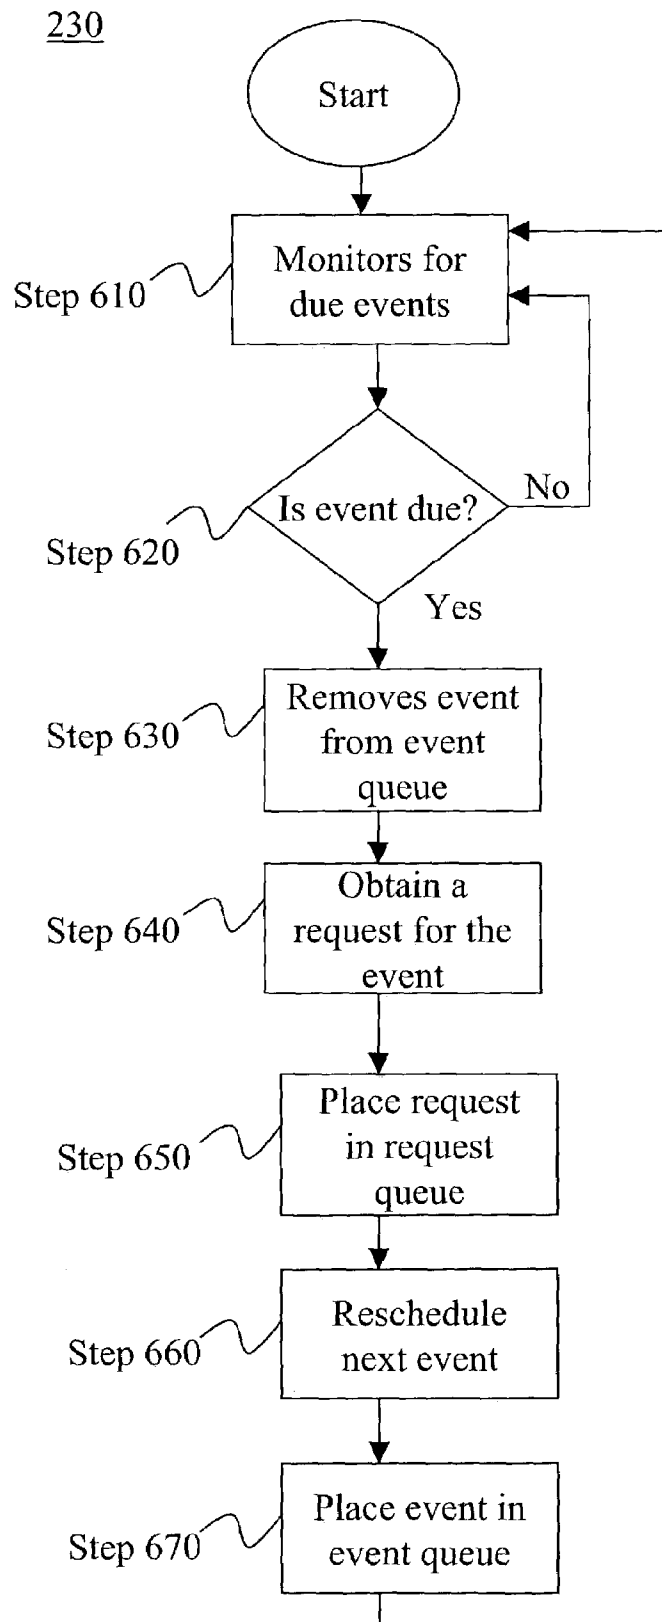 230
Start
Monitors for
due events
Step 610
Is event due?
No
Step 620
Yes
Removes event
from event
queue
Step 630
Obtain a
request for the
event
Step 640
Place request
in request
queue
Step 650
Reschedule
next event
Step 660
Place event in
event queue
Step 670